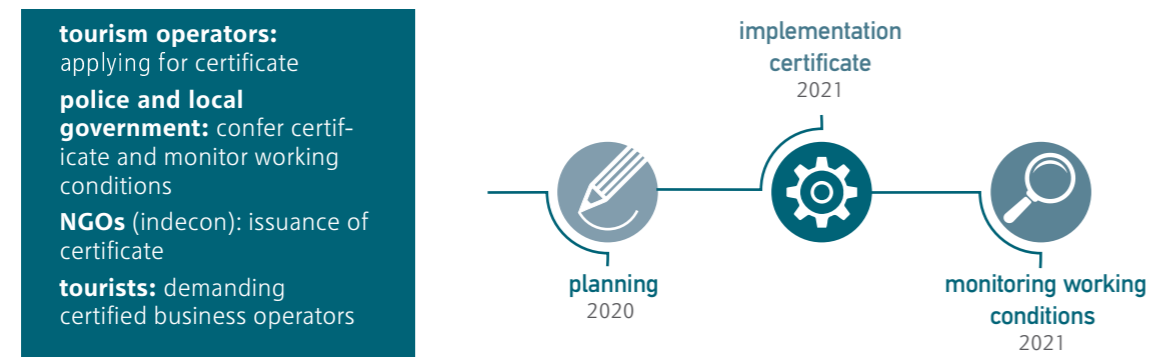 tourism operators:
applying for certificate
police and local
government: confer certif-
icate and monitor working
conditions
NGOs (indecon): issuance of
certificate
tourists: demanding
certified business operators
implementation
certificate
2021
planning
2020
monitoring working
conditions
2021